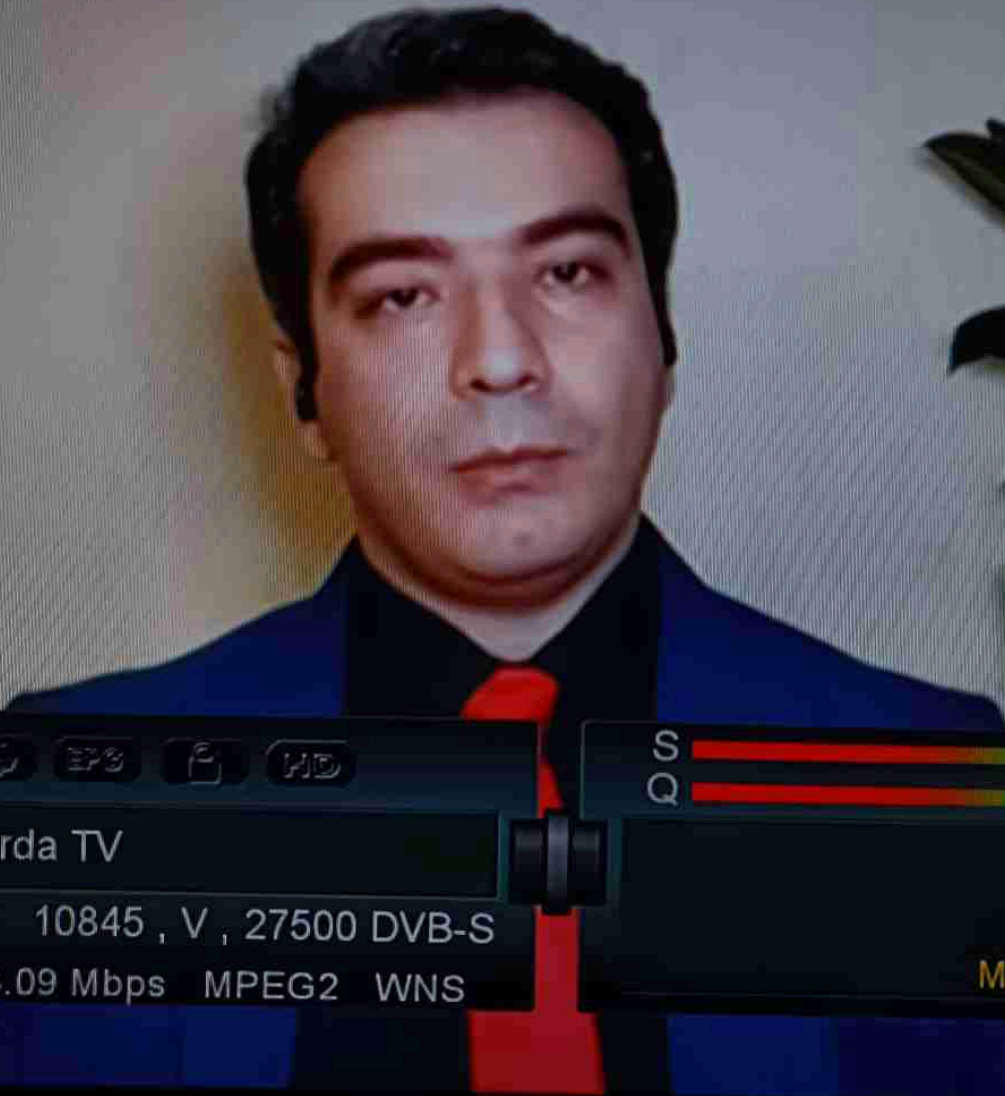 EPG HD
S
Q
rda TV
10845 , V , 27500 DVB-S
.09 Mbps MPEG2 WNS
M